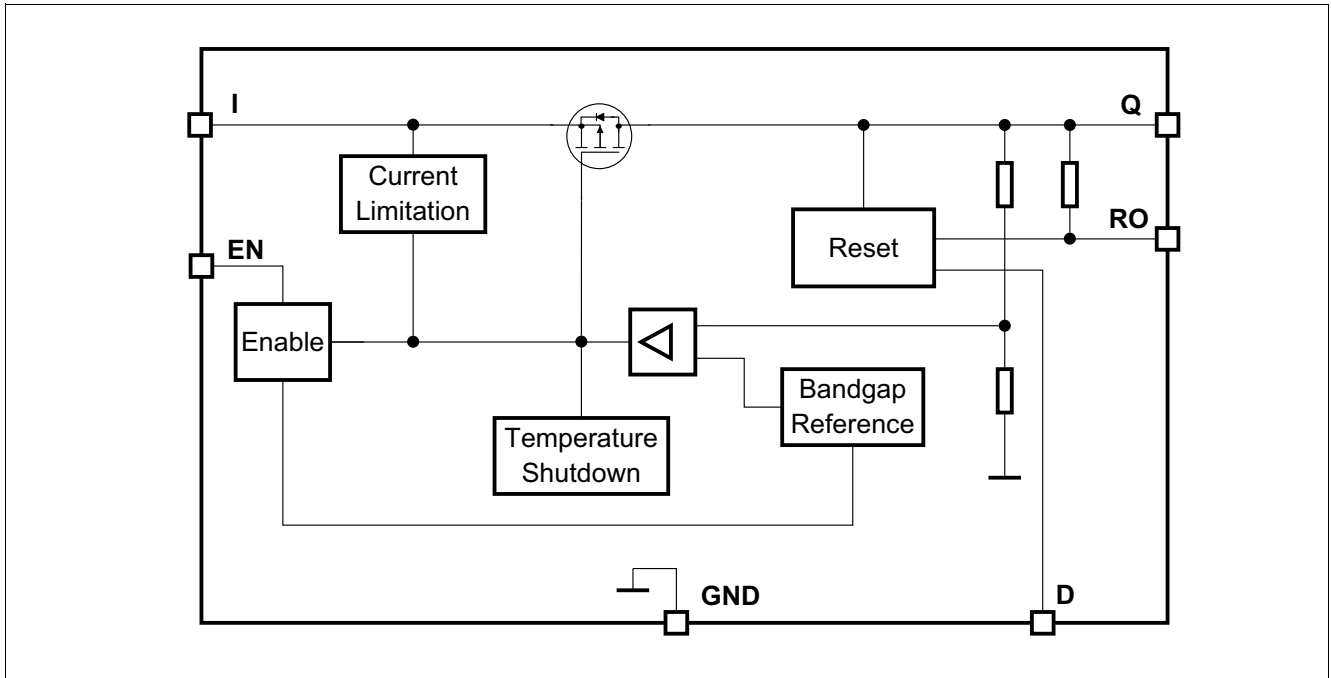 I
Q
Current
Limitation
RO
EN
Reset
Enable
Bandgap
Reference
Temperature
Shutdown
GND
D